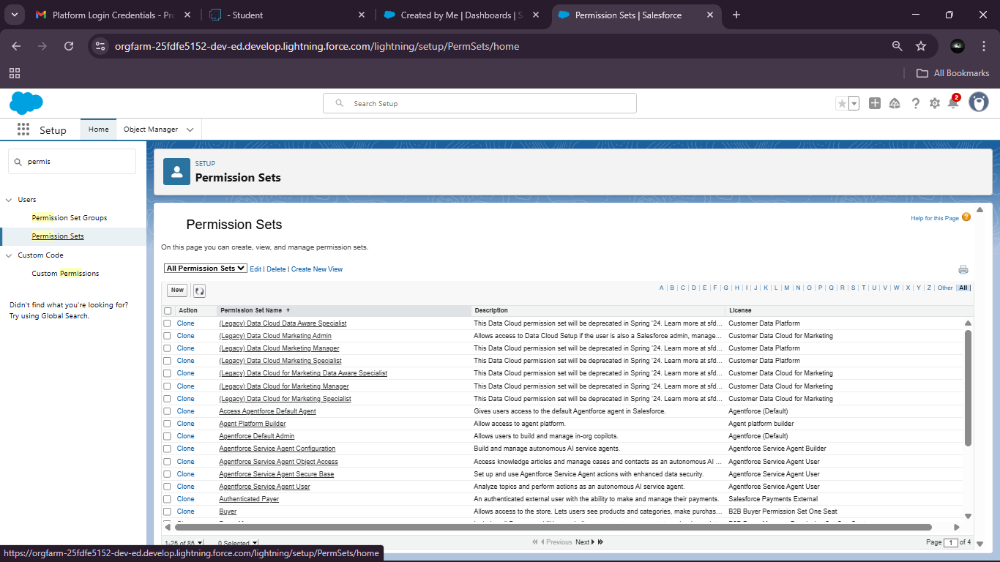 Platform Login Credentials - Pro
- Student
Created by Me | Dashboards | S
Permission Sets | Salesforce
orgfarm-25fdfe5152-dev-ed.develop.lightning.force.com/lightning/setup/PermSets/home
All Bookmarks
Search Setup
2
Setup
Home
Object Manager
permis
Users
Permission Set Groups
Permission Sets
Custom Code
Custom Permissions
Didn't find what you're looking for?
Try using Global Search.
SETUP
Permission Sets
Permission Sets
Help for this Page ?
On this page you can create, view, and manage permission sets.
All Permission Sets Edit | Delete | Create New View
New
A | B | C | D | E | F | G | H | I | J | K | L | M | N | O | P | Q | R | S | T | U | V | W | X | Y | Z | Other | All |
Action Permission Set Name ↑ Description License
Clone (Legacy) Data Cloud Data Aware Specialist This Data Cloud permission set will be deprecated in Spring '24. Learn more at sfd... Customer Data Platform
Clone (Legacy) Data Cloud Marketing Admin Allows access to Data Cloud Setup if the user is also a Salesforce admin, manage... Customer Data Cloud for Marketing
Clone (Legacy) Data Cloud Marketing Manager This Data Cloud permission set will be deprecated in Spring '24. Learn more at sfd... Customer Data Platform
Clone (Legacy) Data Cloud Marketing Specialist This Data Cloud permission set will be deprecated in Spring '24. Learn more at sfd... Customer Data Platform
Clone (Legacy) Data Cloud for Marketing Data Aware Specialist This Data Cloud permission set will be deprecated in Spring '24. Learn more at sfd... Customer Data Cloud for Marketing
Clone (Legacy) Data Cloud for Marketing Manager This Data Cloud permission set will be deprecated in Spring '24. Learn more at sfd... Customer Data Cloud for Marketing
Clone (Legacy) Data Cloud for Marketing Specialist This Data Cloud permission set will be deprecated in Spring '24. Learn more at sfd... Customer Data Cloud for Marketing
Clone Access Agentforce Default Agent Gives users access to the default Agentforce agent in Salesforce. Agentforce (Default)
Clone Agent Platform Builder Allow access to agent platform. Agent platform builder
Clone Agentforce Default Admin Allows users to build and manage in-org copilots. Agentforce (Default)
Clone Agentforce Service Agent Configuration Build and manage autonomous AI service agents. Agentforce Service Agent Builder
Clone Agentforce Service Agent Object Access Access knowledge articles and manage cases and contacts as an autonomous AI ... Agentforce Service Agent User
Clone Agentforce Service Agent Secure Base Set up and use Agentforce Service Agent actions with enhanced data security. Agentforce Service Agent User
Clone Agentforce Service Agent User Analyze topics and perform actions as an autonomous AI service agent. Agentforce Service Agent User
Clone Authenticated Payer An authenticated external user with the ability to make and manage their payments. Salesforce Payments External
Clone Buyer Allows access to the store. Lets users see products and categories, make purchas... B2B Buyer Permission Set One Seat
1-25 of 85 0 Selected Previous Next Page 1 of 4
https://orgfarm-25fdfe5152-dev-ed.develop.lightning.force.com/lightning/setup/PermSets/home